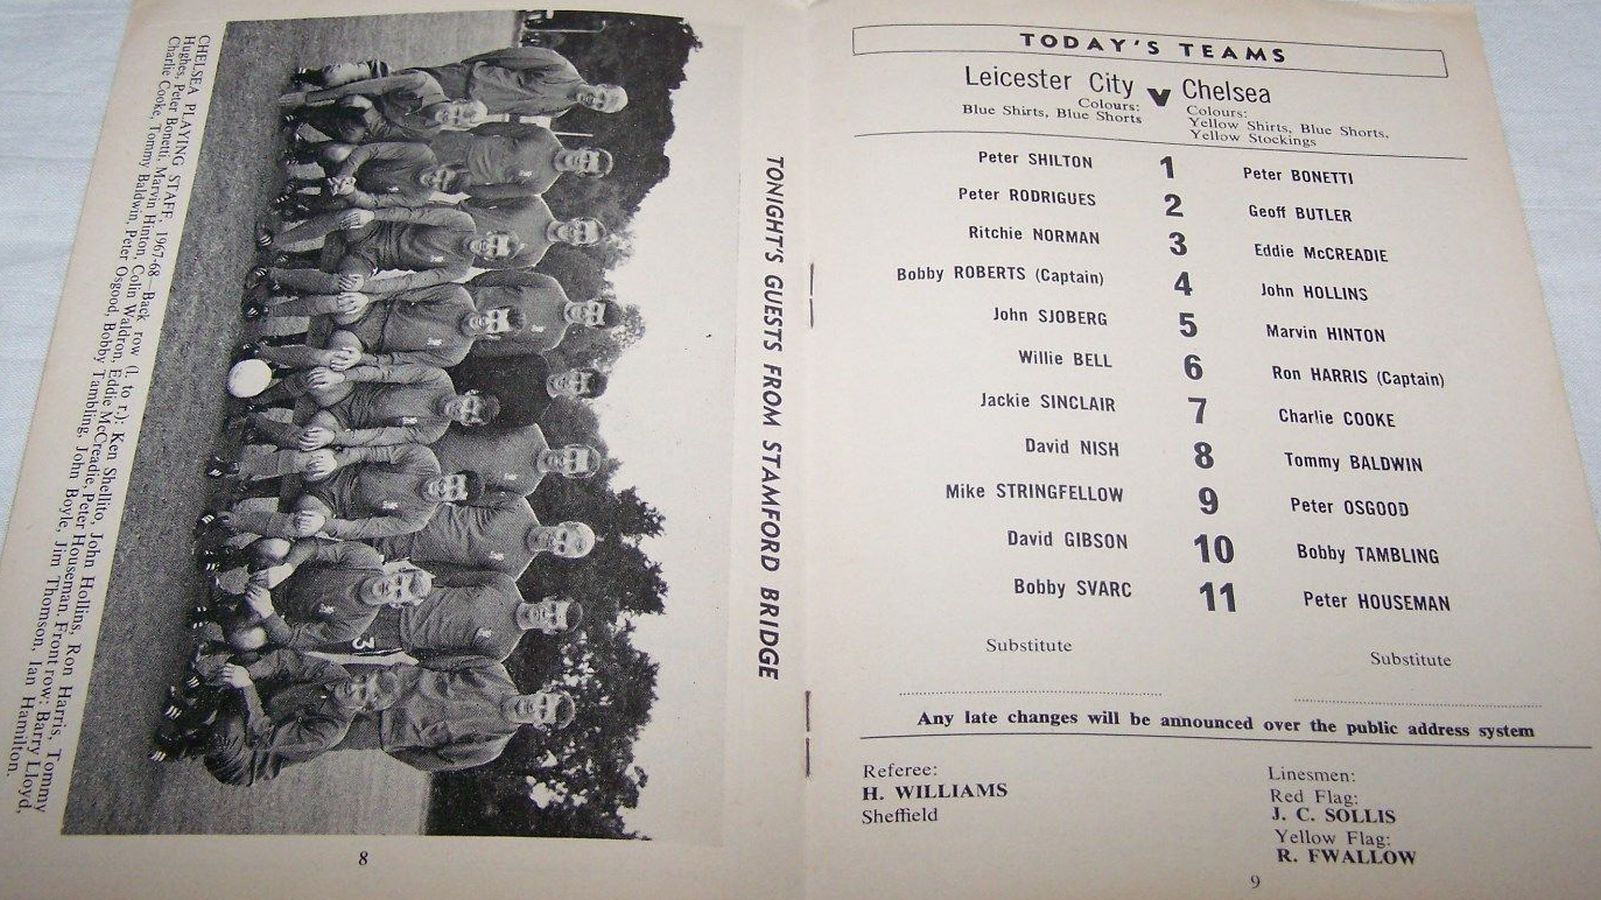 CHELSEA PLAYING STAFF, 1967-68—Back row (l. to r.): Ken Shellito, John Hollins, Ron Harris, Tommy
Hughes, Peter Bonetti, Marvin Hinton, Colin Waldron, Eddie McCreadie, Peter Houseman. Front row: Barry Lloyd,
Charlie Cooke, Tommy Baldwin, Peter Osgood, Bobby Tambling, John Boyle, Jim Thomson, Ian Hamilton.
3
TONIGHT'S GUESTS FROM STAMFORD BRIDGE
8
TODAY'S TEAMS
Leicester City v Chelsea
Colours: Colours:
Blue Shirts, Blue Shorts Yellow Shirts, Blue Shorts,
Yellow Stockings
Peter SHILTON 1 Peter BONETTI
Peter RODRIGUES 2 Geoff BUTLER
Ritchie NORMAN 3 Eddie McCREADIE
Bobby ROBERTS (Captain) 4 John HOLLINS
John SJOBERG 5 Marvin HINTON
Willie BELL 6 Ron HARRIS (Captain)
Jackie SINCLAIR 7 Charlie COOKE
David NISH 8 Tommy BALDWIN
Mike STRINGFELLOW 9 Peter OSGOOD
David GIBSON 10 Bobby TAMBLING
Bobby SVARC 11 Peter HOUSEMAN
Substitute Substitute
Any late changes will be announced over the public address system
Referee: Linesmen:
H. WILLIAMS Red Flag:
Sheffield J. C. SOLLIS
Yellow Flag:
R. FWALLOW
9